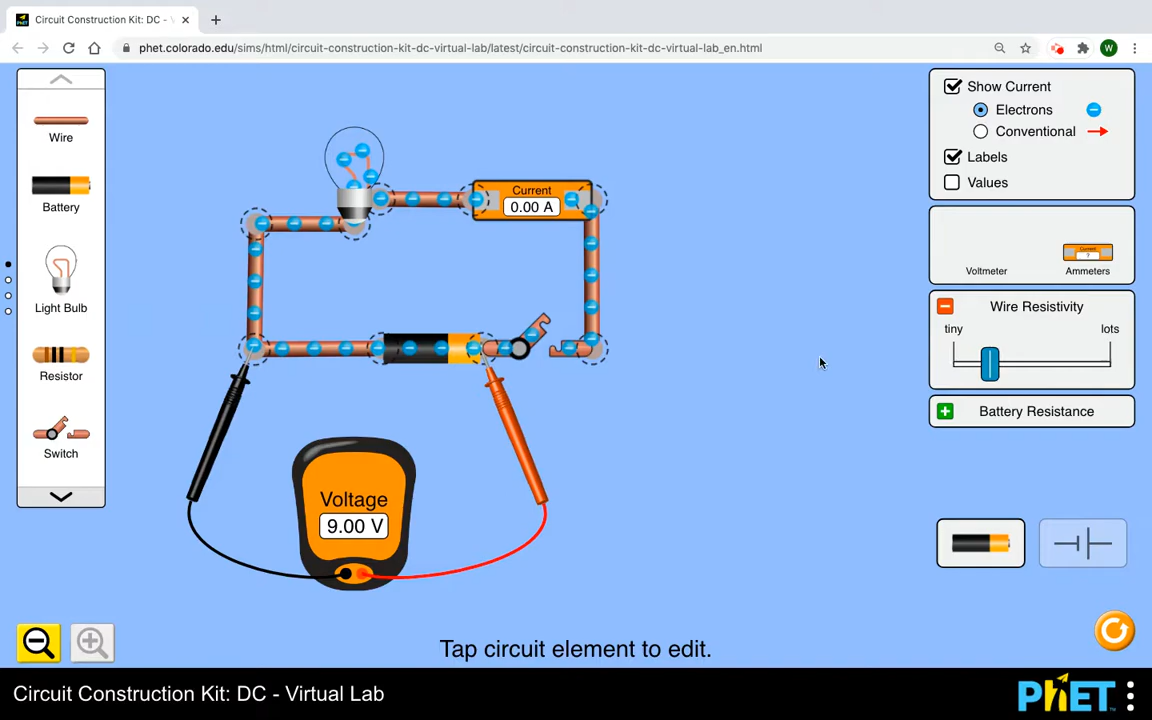 Circuit Construction Kit: DC - V
phet.colorado.edu/sims/html/circuit-construction-kit-dc-virtual-lab/latest/circuit-construction-kit-dc-virtual-lab_en.html
W
Wire
Battery
Light Bulb
Resistor
Switch
Current
0.00 A
Voltage
9.00 V
Show Current
Electrons
Conventional
Labels
Values
Voltmeter
Current
?
Ammeters
Wire Resistivity
tiny
lots
Battery Resistance
Tap circuit element to edit.
Circuit Construction Kit: DC - Virtual Lab
PhET